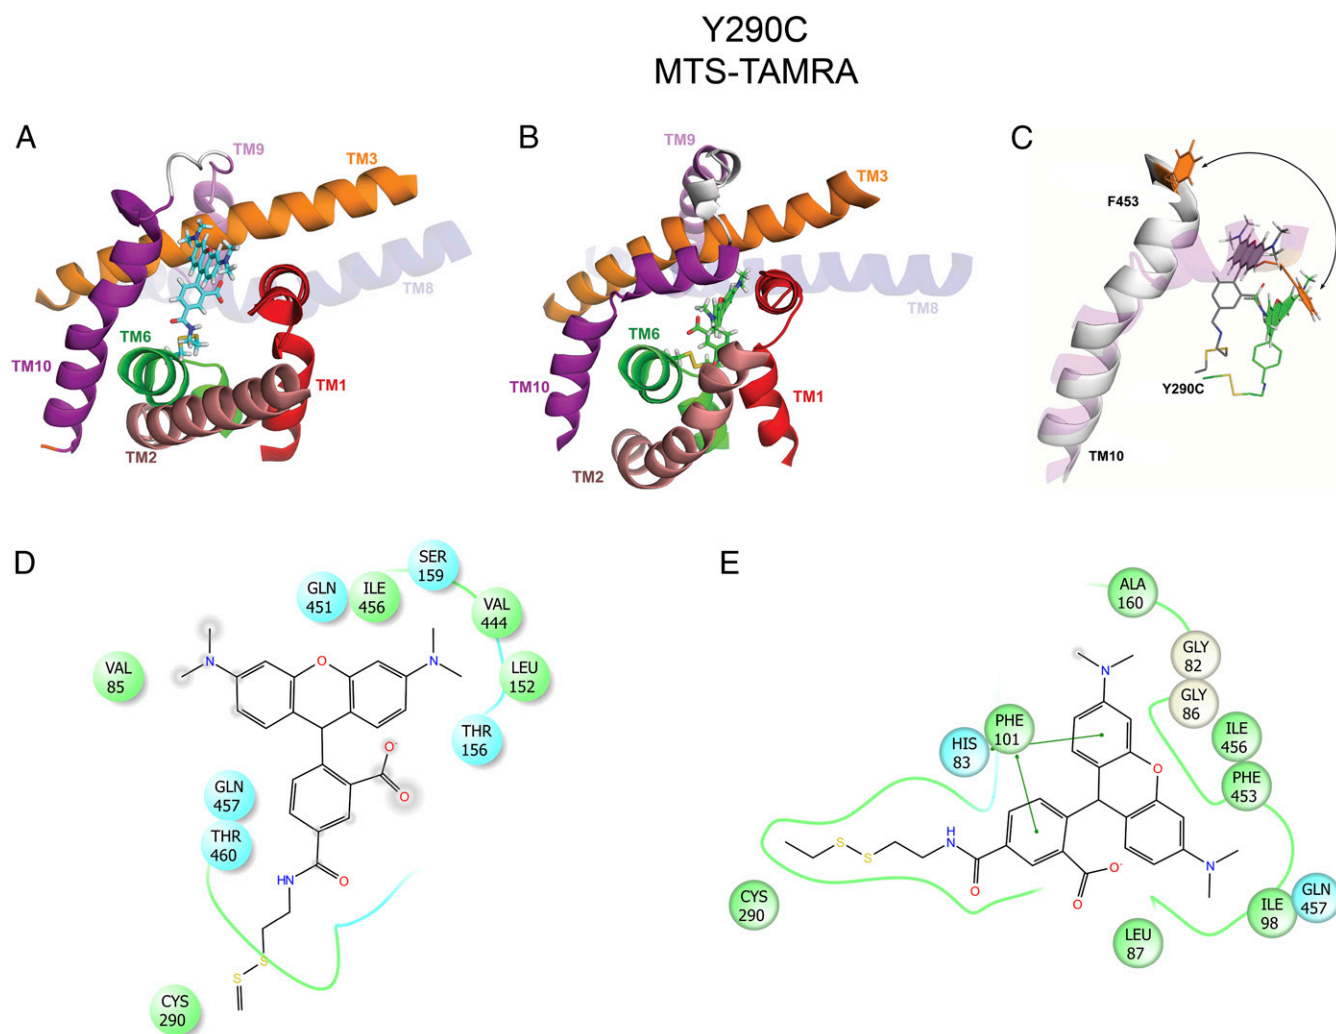 Y290C
MTS-TAMRA
A
TM9
TM3
TM8
TM6
TM10
TM1
TM2
B
TM9
TM3
TM8
TM6
TM10
TM1
TM2
C
F453
Y290C
TM10
D
SER
159
GLN
451
ILE
456
VAL
444
VAL
85
LEU
152
THR
156
N
O
N
O-
O
GLN
457
THR
460
HN
O
S
S
CYS
290
E
ALA
160
GLY
82
GLY
86
N
PHE
101
HIS
83
ILE
456
PHE
453
O
H
N
S
S
O
O-
O
N
CYS
290
GLN
457
ILE
98
LEU
87